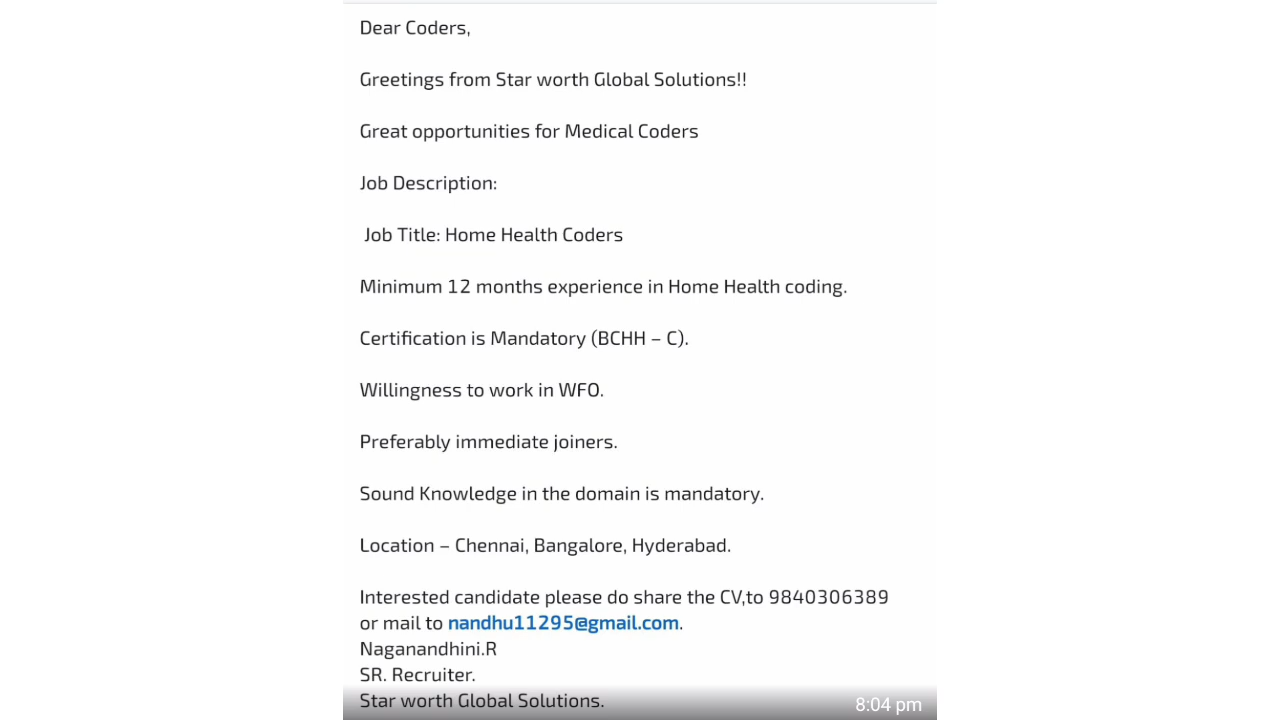 Dear Coders,
Greetings from Star worth Global Solutions!!
Great opportunities for Medical Coders
Job Description:
Job Title: Home Health Coders
Minimum 12 months experience in Home Health coding.
Certification is Mandatory (BCHH – C).
Willingness to work in WFO.
Preferably immediate joiners.
Sound Knowledge in the domain is mandatory.
Location – Chennai, Bangalore, Hyderabad.
Interested candidate please do share the CV,to 9840306389
or mail to nandhu11295@gmail.com.
Naganandhini.R
SR. Recruiter.
Star worth Global Solutions.
8:04 pm